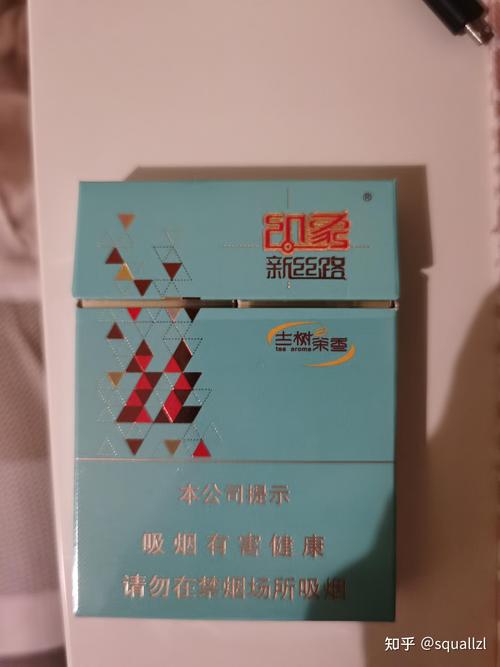 印象®
新丝路
古树茶香
tea aroma
本公司提示
吸烟有害健康
请勿在禁烟场所吸烟
知乎 @squallzl